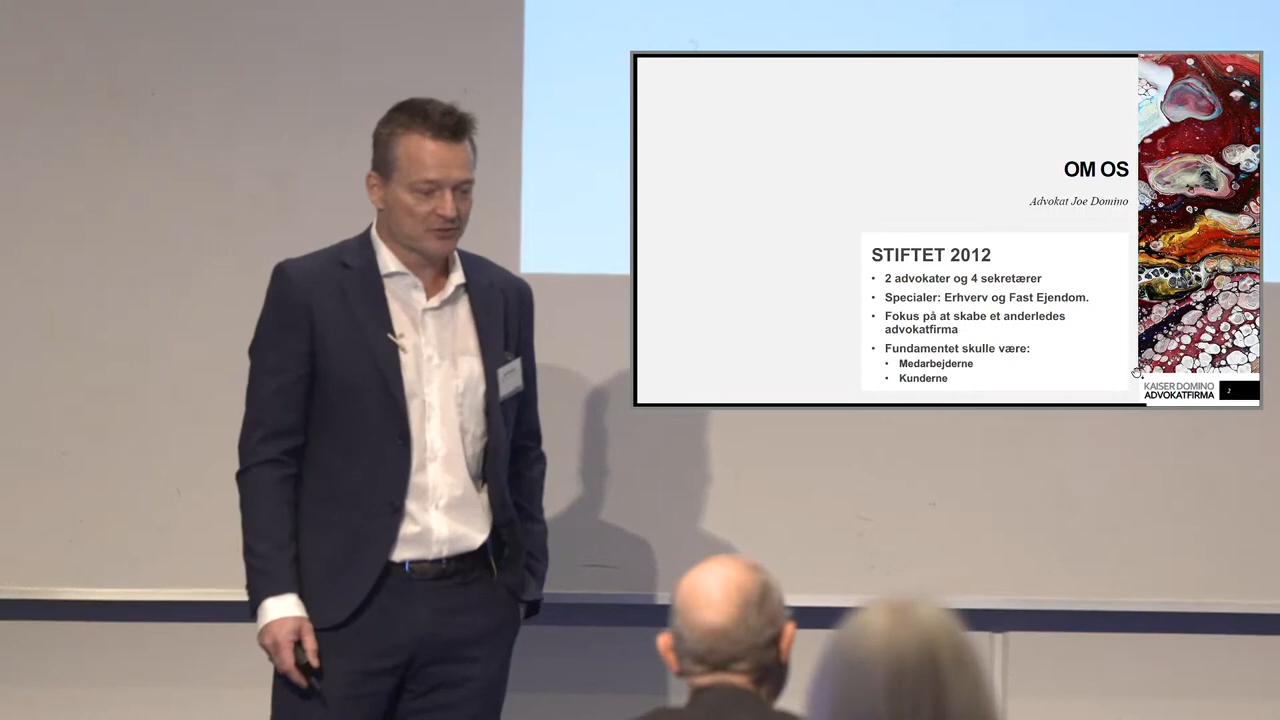 OM OS
Advokat Joe Domino
STIFTET 2012
• 2 advokater og 4 sekretærer
• Specialer: Erhverv og Fast Ejendom.
• Fokus på at skabe et anderledes
advokatfirma
• Fundamentet skulle være:
• Medarbejderne
• Kunderne
KAISER DOMINO
ADVOKATFIRMA
2